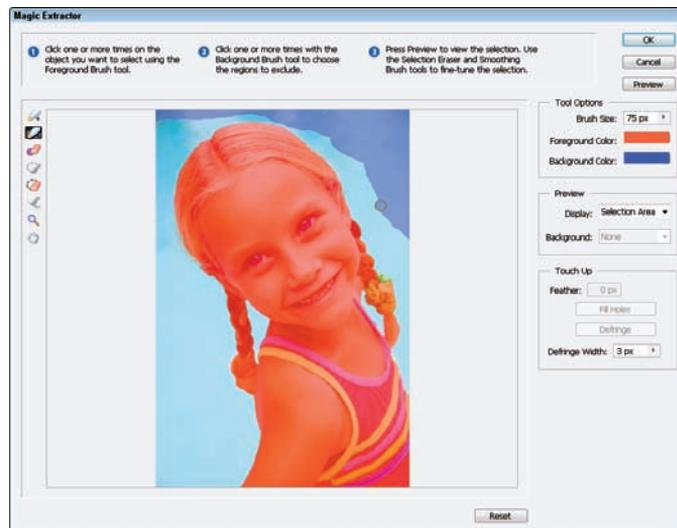 Magic Extractor
1 Click one or more times on the
object you want to select using the
Foreground Brush tool.
2 Click one or more times with the
Background Brush tool to choose
the regions to exclude.
3 Press Preview to view the selection. Use
the Selection Eraser and Smoothing
Brush tools to fine-tune the selection.
OK
Cancel
Preview
Tool Options
Brush Size: 75 px
Foreground Color:
Background Color:
Preview
Display: Selection Area
Background: None
Touch Up
Feather: 0 px
Fill Holes
Defringe
Defringe Width: 3 px
Reset